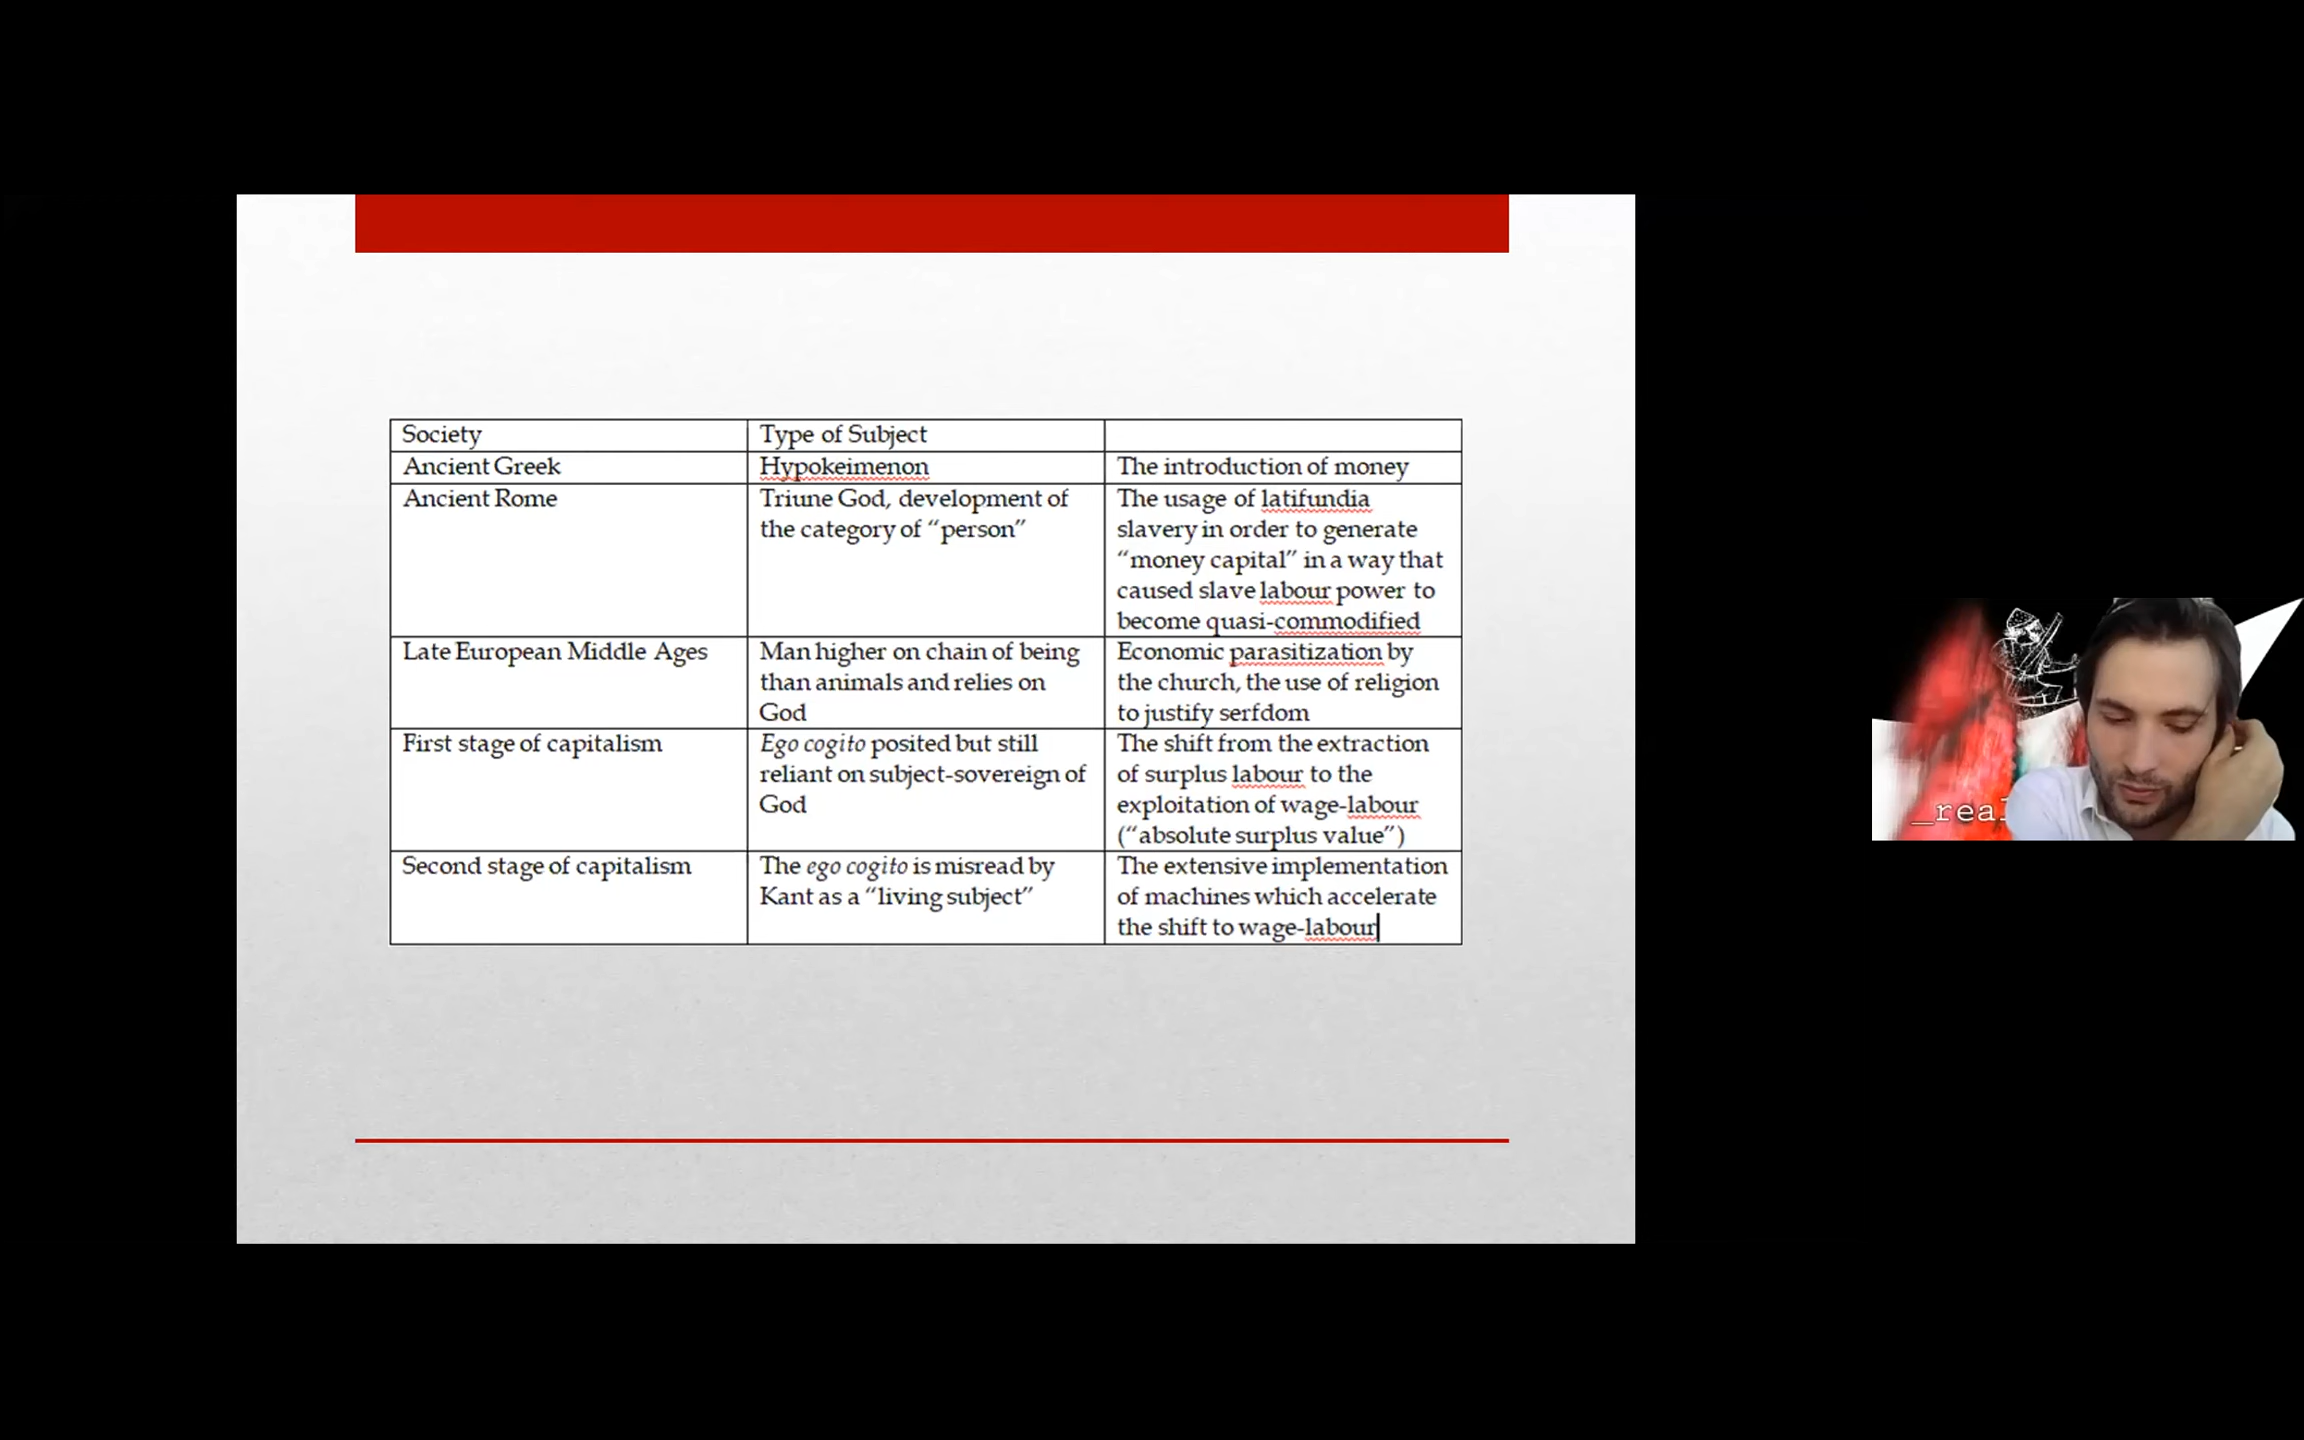 Society
Type of Subject
Ancient Greek
Hypokeimenon
The introduction of money
Ancient Rome
Triune God, development of
the category of “person”
The usage of latifundia
slavery in order to generate
“money capital” in a way that
caused slave labour power to
become quasi-commodified
Late European Middle Ages
Man higher on chain of being
than animals and relies on
God
Economic parasitization by
the church, the use of religion
to justify serfdom
First stage of capitalism
Ego cogito posited but still
reliant on subject-sovereign of
God
The shift from the extraction
of surplus labour to the
exploitation of wage-labour
(“absolute surplus value”)
Second stage of capitalism
The ego cogito is misread by
Kant as a “living subject”
The extensive implementation
of machines which accelerate
the shift to wage-labour